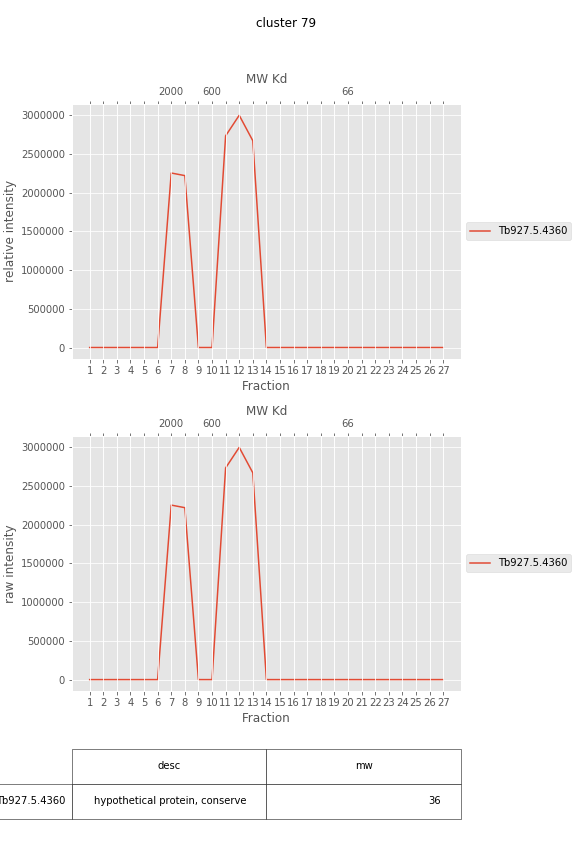 cluster 79
MW Kd
2000 600 66
3000000
2500000
2000000
1500000
1000000
500000
0
relative intensity
1 2 3 4 5 6 7 8 9 10 11 12 13 14 15 16 17 18 19 20 21 22 23 24 25 26 27
Fraction
Tb927.5.4360
MW Kd
2000 600 66
3000000
2500000
2000000
1500000
1000000
500000
0
raw intensity
1 2 3 4 5 6 7 8 9 10 11 12 13 14 15 16 17 18 19 20 21 22 23 24 25 26 27
Fraction
Tb927.5.4360
desc mw
Tb927.5.4360 hypothetical protein, conserve 36